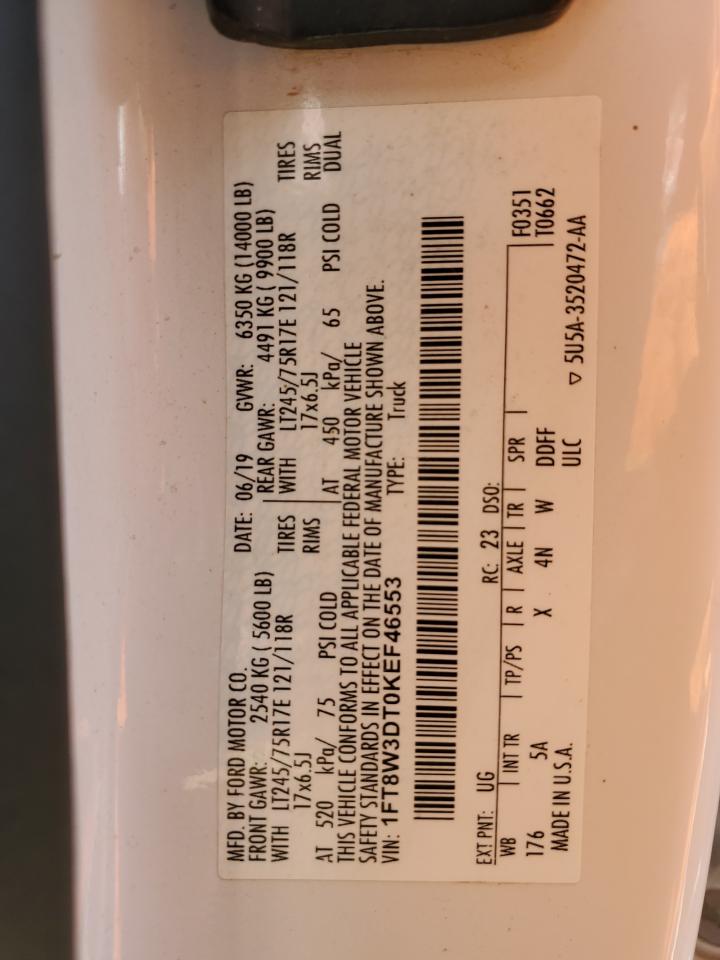 MFD. BY FORD MOTOR CO.
DATE: 06/19 GVWR: 6350 KG (14000 LB)
FRONT GAWR: 2540 KG ( 5600 LB) REAR GAWR: 4491 KG ( 9900 LB)
WITH LT245/75R17E 121/118R TIRES WITH LT245/75R17E 121/118R TIRES
17x6.5J RIMS 17x6.5J RIMS
AT 520 kPa/ 75 PSI COLD AT 450 kPa/ 65 PSI COLD DUAL
THIS VEHICLE CONFORMS TO ALL APPLICABLE FEDERAL MOTOR VEHICLE
SAFETY STANDARDS IN EFFECT ON THE DATE OF MANUFACTURE SHOWN ABOVE.
VIN: 1FT8W3DT0KEF46553 TYPE: Truck
EXT PNT: UG RC: 23 DSO:
WB INT TR TP/PS R AXLE TR SPR F0351
176 5A X 4N W DDFF T0662
MADE IN U.S.A. ULC ▽ 5U5A-3520472-AA